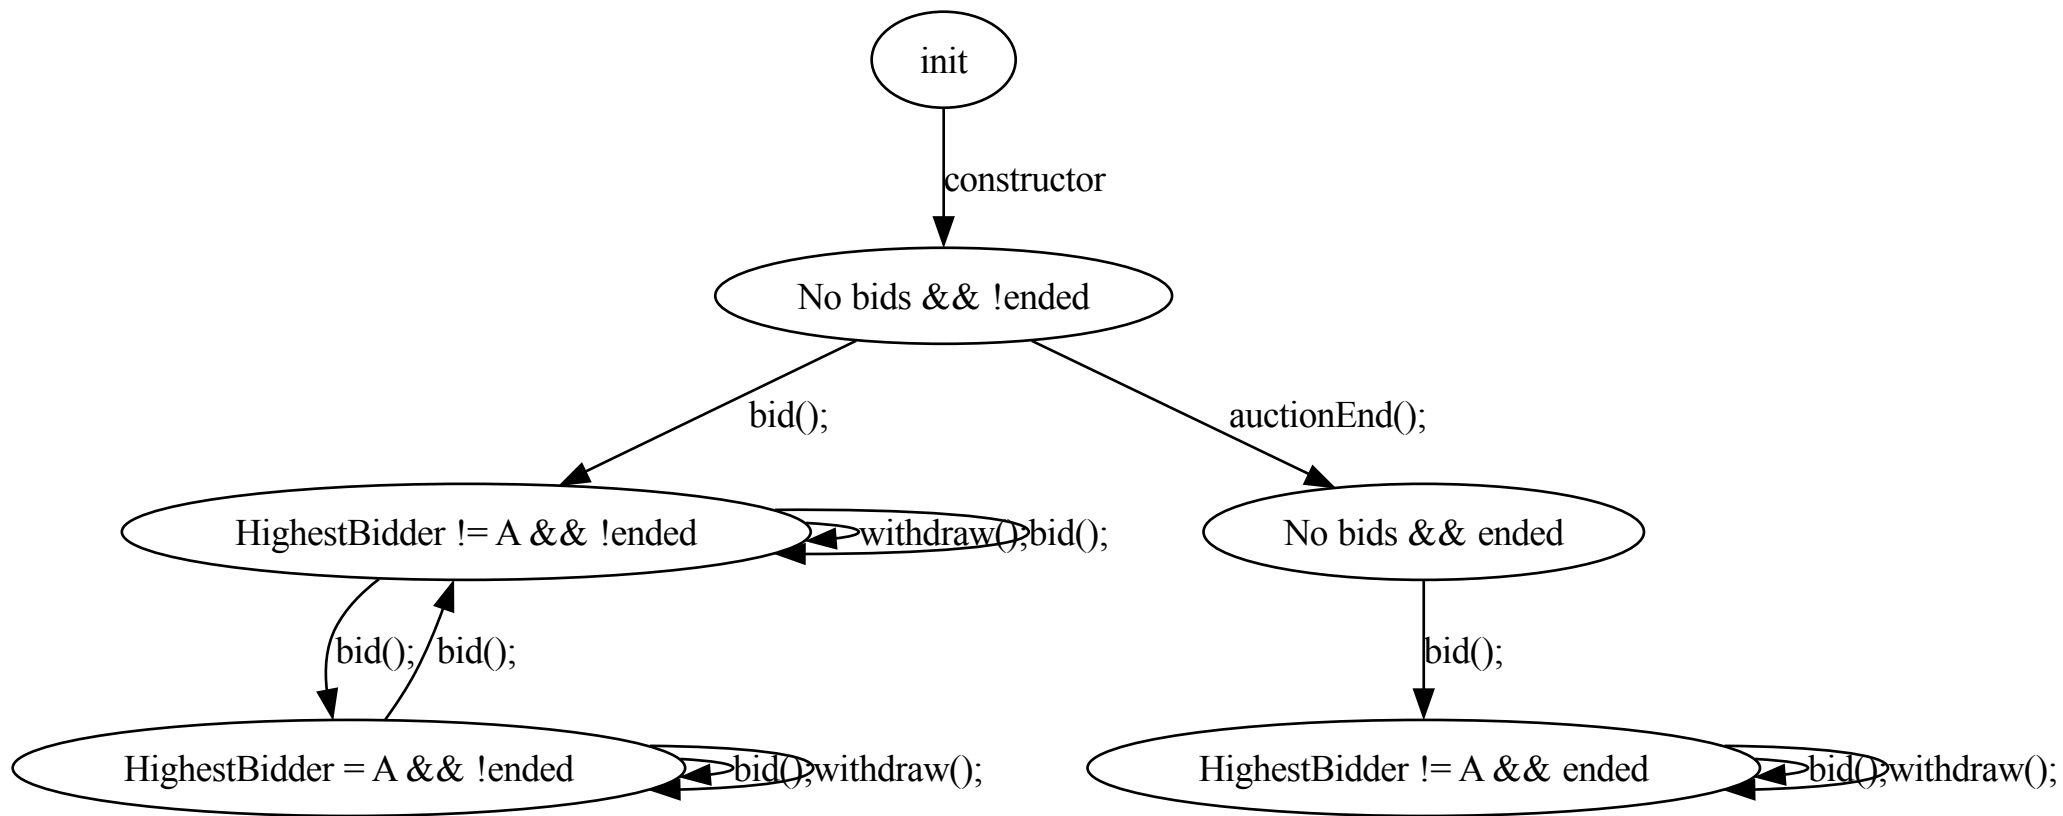 init
constructor
No bids && !ended
bid();
auctionEnd();
HighestBidder != A && !ended
withdraw();
bid();
No bids && ended
bid();
bid();
bid();
HighestBidder = A && !ended
bid();
withdraw();
HighestBidder != A && ended
bid();
withdraw();